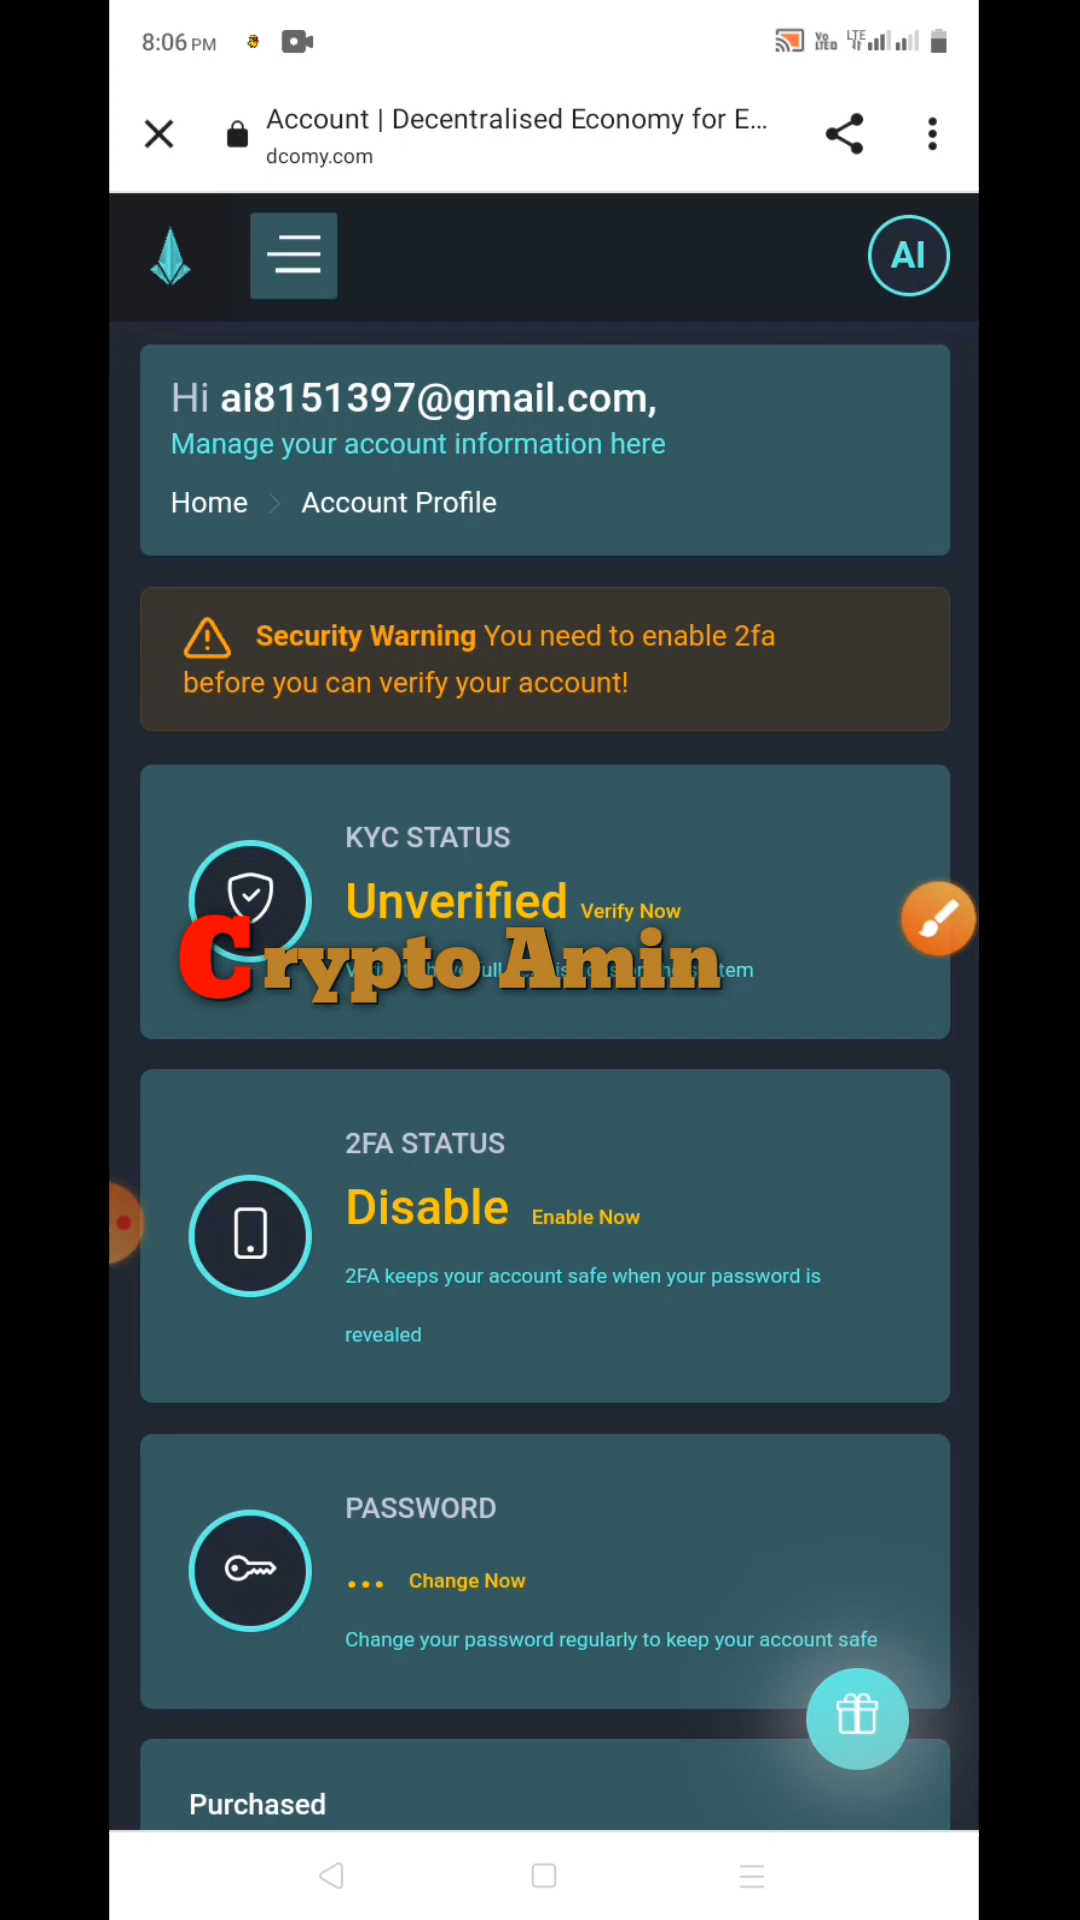 8:06 PM
Vo LTED LTE
Account | Decentralised Economy for E...
dcomy.com
AI
Hi ai8151397@gmail.com,
Manage your account information here
Home > Account Profile
Security Warning You need to enable 2fa
before you can verify your account!
KYC STATUS
Unverified Verify Now
Crypto Amin
2FA STATUS
Disable Enable Now
2FA keeps your account safe when your password is
revealed
PASSWORD
... Change Now
Change your password regularly to keep your account safe
Purchased